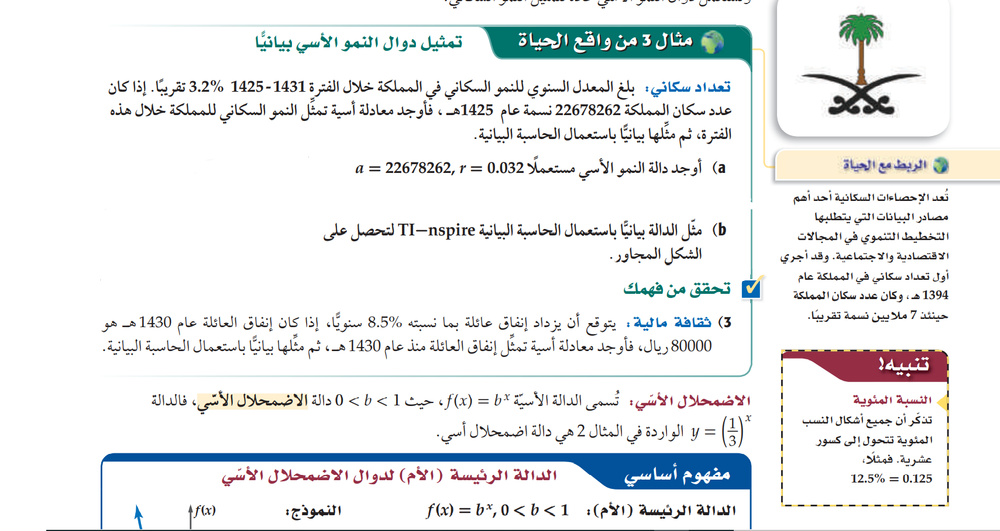 مثال 3 من واقع الحياة
تمثيل دوال النمو الأسي بيانيًّا
تعداد سكاني: بلغ المعدل السنوي للنمو السكاني في المملكة خلال الفترة 1431-1425 3.2% تقريبًا. إذا كان
عدد سكان المملكة 22678262 نسمة عام 1425هـ ، فأوجد معادلة أسية تمثِّل النمو السكاني للمملكة خلال هذه
الفترة، ثم مثِّلها بيانيًّا باستعمال الحاسبة البيانية.
a) أوجد دالة النمو الأسي مستعملًا a = 22678262, r = 0.032
b) مثّل الدالة بيانيًّا باستعمال الحاسبة البيانية TI−nspire لتحصل على
الشكل المجاور.
تحقق من فهمك
3) ثقافة مالية: يتوقع أن يزداد إنفاق عائلة بما نسبته 8.5% سنويًّا، إذا كان إنفاق العائلة عام 1430هـ هو
80000 ريال، فأوجد معادلة أسية تمثِّل إنفاق العائلة منذ عام 1430هـ، ثم مثِّلها بيانيًّا باستعمال الحاسبة البيانية.
الاضمحلال الأسّي: تُسمى الدالة الأسيّة f(x) = bˣ، حيث 0 < b < 1 دالة الاضمحلال الأسّي، فالدالة
y = (1/3)ˣ الواردة في المثال 2 هي دالة اضمحلال أسي.
مفهوم أساسي
الدالة الرئيسة (الأم) لدوال الاضمحلال الأسّي
الدالة الرئيسة (الأم): f(x) = bˣ, 0 < b < 1
النموذج:
f(x)
الربط مع الحياة
تُعد الإحصاءات السكانية أحد أهم
مصادر البيانات التي يتطلبها
التخطيط التنموي في المجالات
الاقتصادية والاجتماعية. وقد أجري
أول تعداد سكاني في المملكة عام
1394 هـ، وكان عدد سكان المملكة
حينئذ 7 ملايين نسمة تقريبًا.
تنبيه!
النسبة المئوية
تذكّر أن جميع أشكال النسب
المئوية تتحول إلى كسور
عشرية. فمثلًا،
12.5% = 0.125